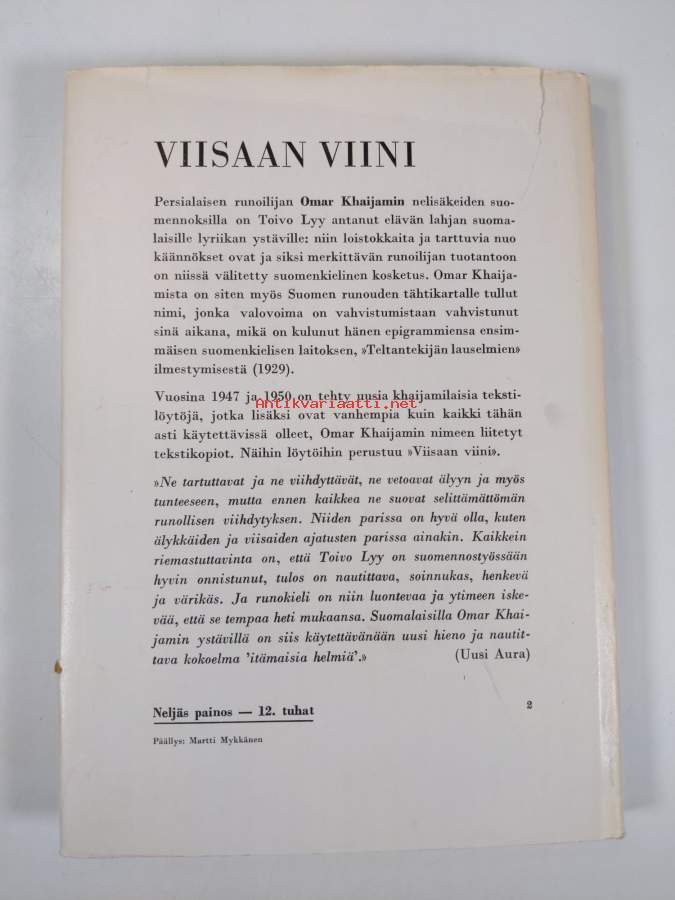 VIISAAN VIINI
Persialaisen runoilijan Omar Khaijamin nelisäkeiden suo-
mennoksilla on Toivo Lyy antanut elävän lahjan suoma-
laisille lyriikan ystäville: niin loistokkaita ja tarttuvia nuo
käännökset ovat ja siksi merkittävän runoilijan tuotantoon
on niissä välitetty suomenkielinen kosketus. Omar Khaija-
mista on siten myös Suomen runouden tähtikartalle tullut
nimi, jonka valovoima on vahvistumistaan vahvistunut
sinä aikana, mikä on kulunut hänen epigrammiensa ensim-
mäisen suomenkielisen laitoksen, »Teltantekijän lauselmien»
ilmestymisestä (1929).
Vuosina 1947 ja 1950 on tehty uusia khaijamilaisia teksti-
Antikvariaatti.net
löytöjä, jotka lisäksi ovat vanhempia kuin kaikki tähän
asti käytettävissä olleet, Omar Khaijamin nimeen liitetyt
tekstikopiot. Näihin löytöihin perustuu »Viisaan viini».
»Ne tartuttavat ja ne viihdyttävät, ne vetoavat älyyn ja myös
tunteeseen, mutta ennen kaikkea ne suovat selittämättömän
runollisen viihdytyksen. Niiden parissa on hyvä olla, kuten
älykkäiden ja viisaiden ajatusten parissa ainakin. Kaikkein
riemastuttavinta on, että Toivo Lyy on suomennostyössään
hyvin onnistunut, tulos on nautittava, soinnukas, henkevä
ja värikäs. Ja runokieli on niin luontevaa ja ytimeen iske-
vää, että se tempaa heti mukaansa. Suomalaisilla Omar Khai-
jamin ystävillä on siis käytettävänään uusi hieno ja nautit-
tava kokoelma 'itämaisia helmiä'.» (Uusi Aura)
Neljäs painos — 12. tuhat 2
Päällys: Martti Mykkänen